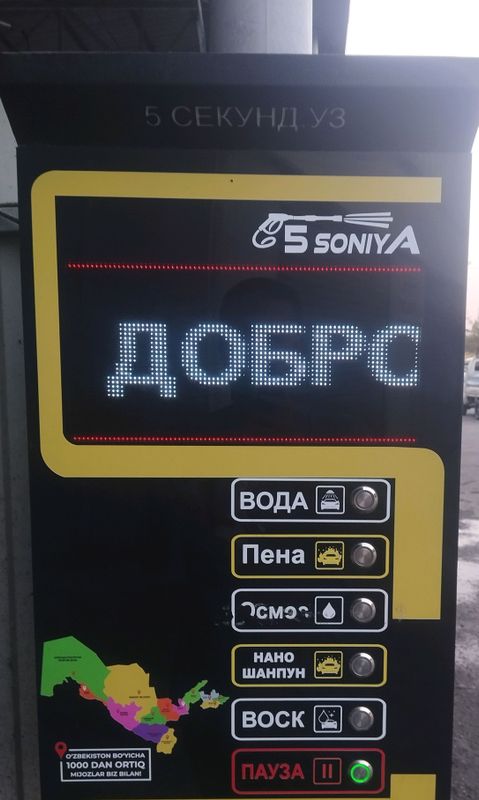 5 СЕКУНД.УЗ
5 SONIYA
ДОБРО
ВОДА
Пена
Осмос
НАНО
ШАНПУН
ВОСК
ПАУЗА
O'ZBEKISTON BO'YICHA
1000 DAN ORTIQ
MIJOZLAR BIZ BILAN!